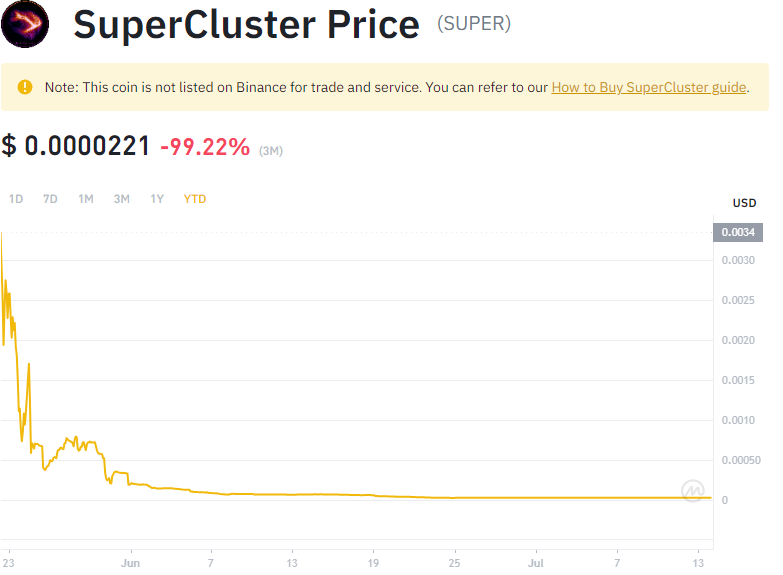 SuperCluster Price (SUPER)
Note: This coin is not listed on Binance for trade and service. You can refer to our How to Buy SuperCluster guide.
$ 0.0000221 -99.22% (3M)
1D 7D 1M 3M 1Y YTD
USD
0.0034
0.0030
0.0025
0.0020
0.0015
0.0010
0.00050
0
23 Jun 7 13 19 25 Jul 7 13